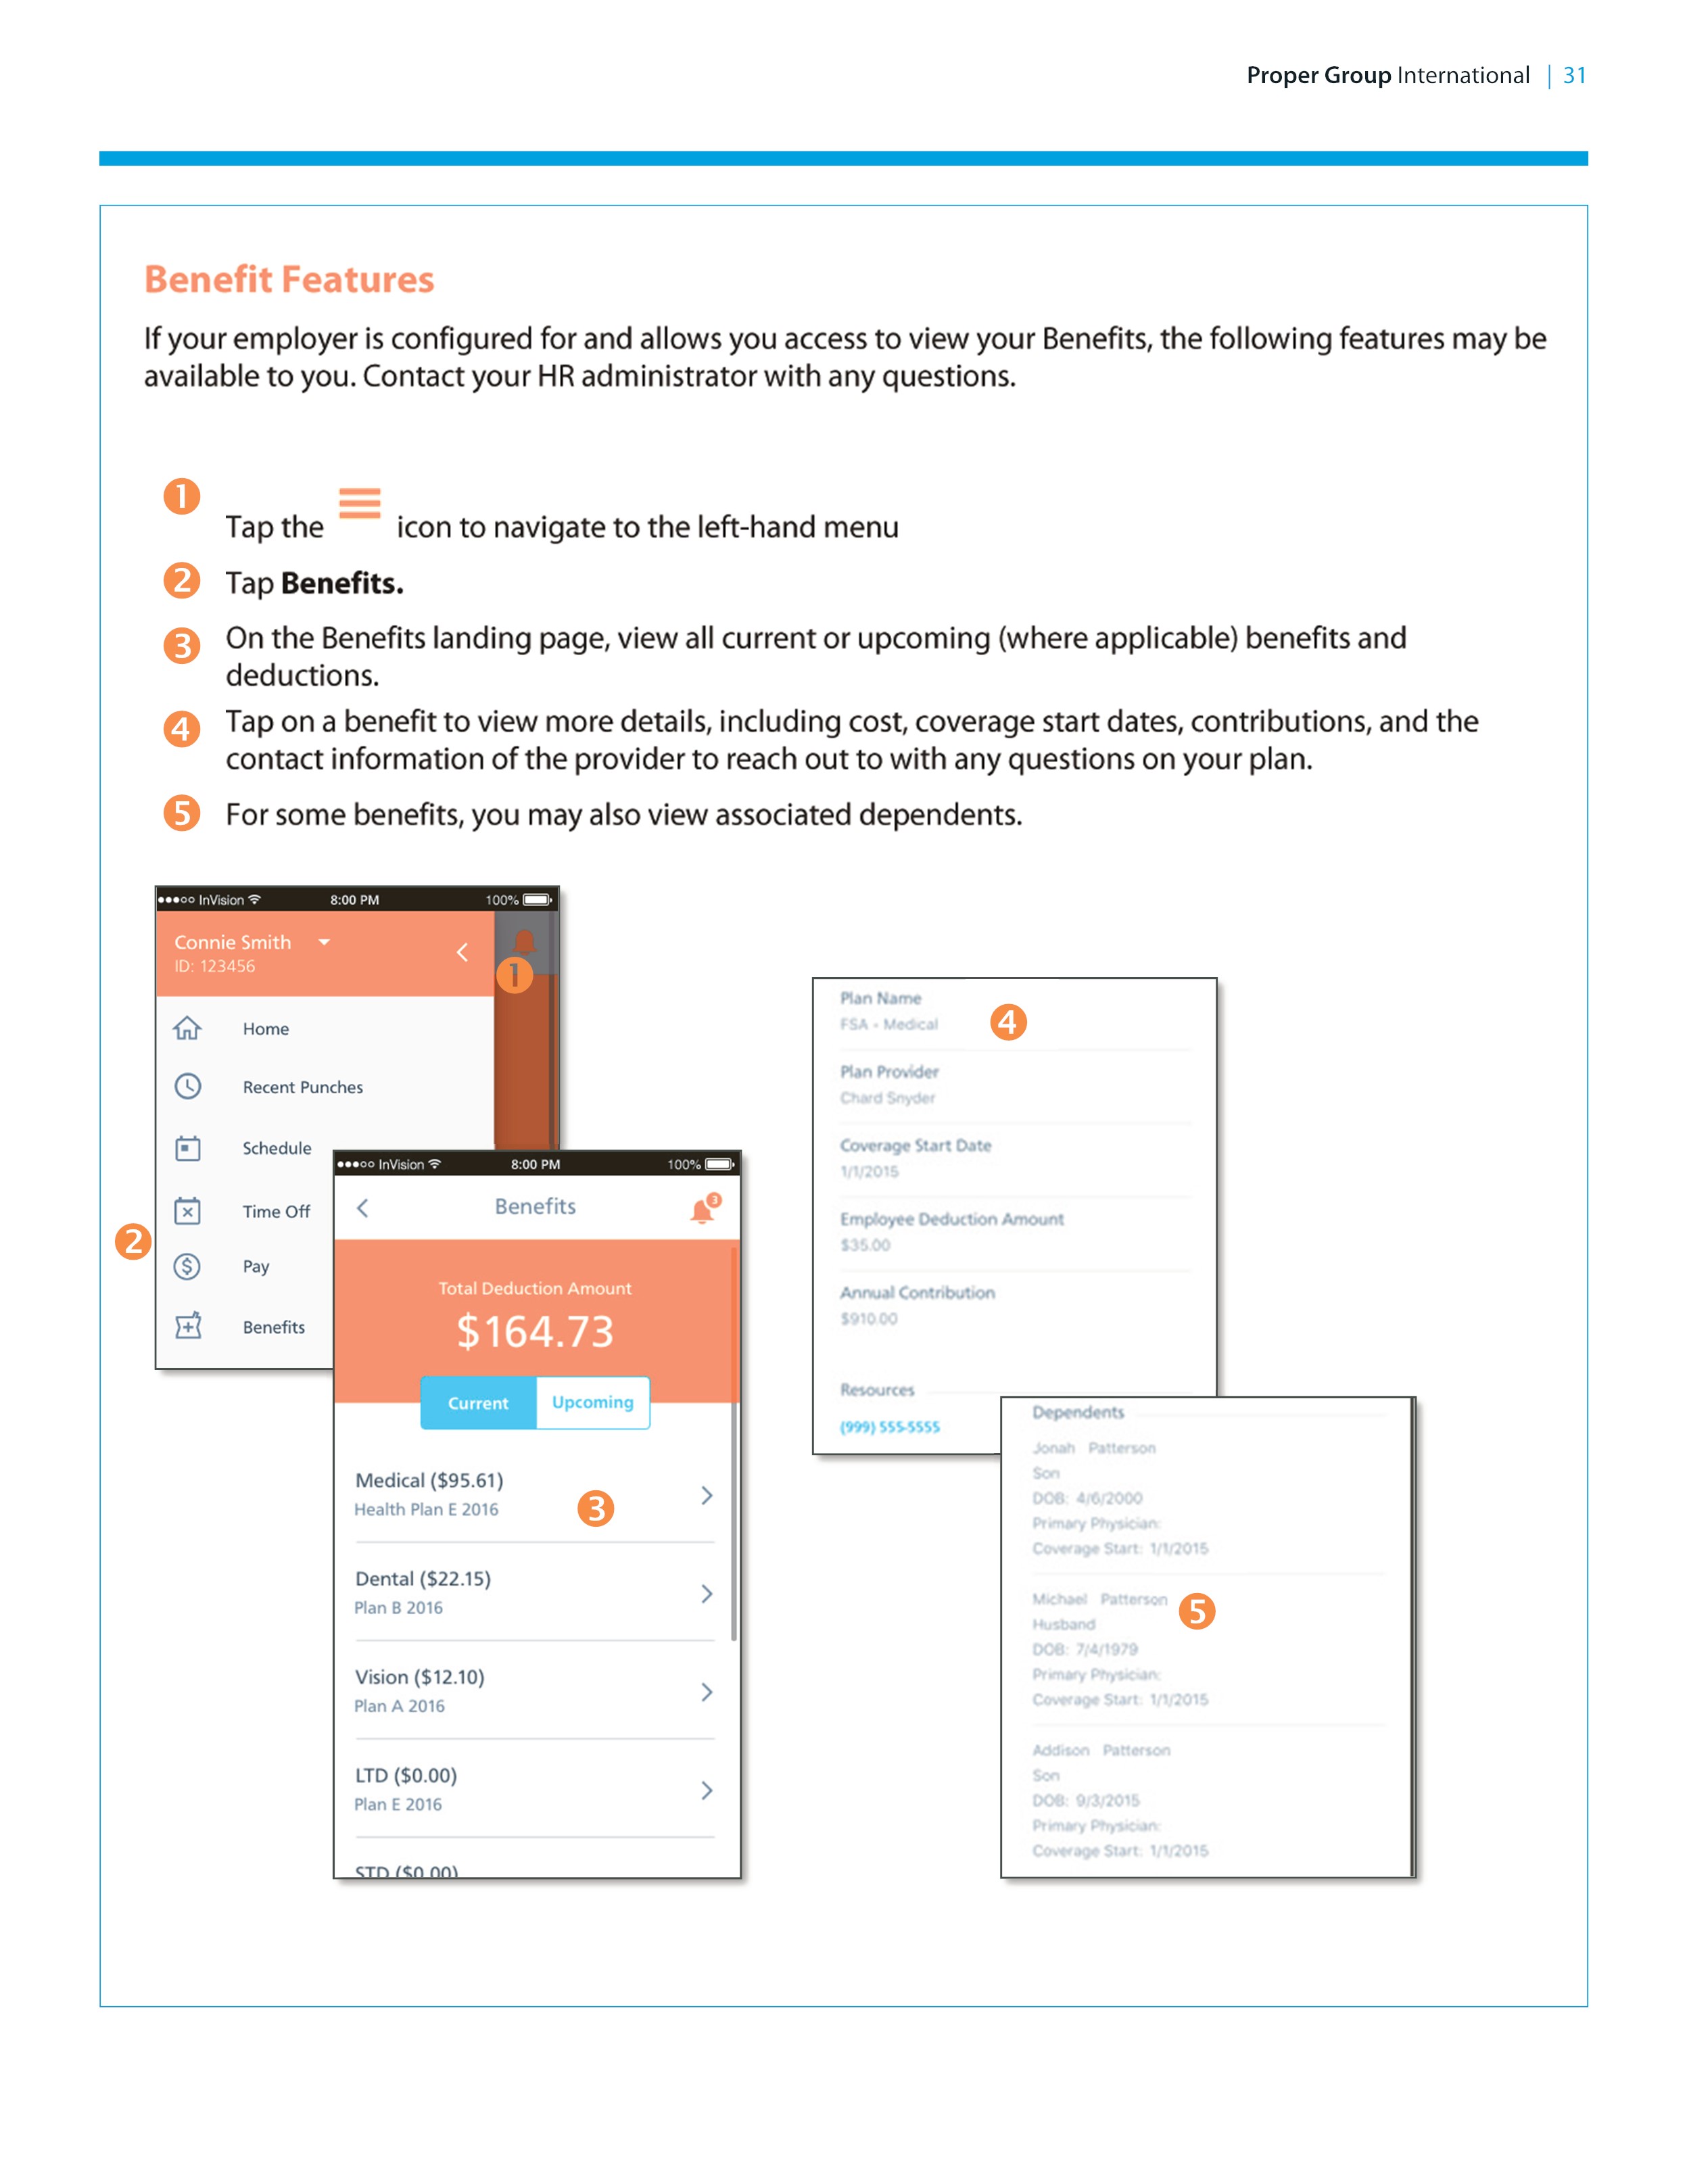 Proper Group International | 31
Benefit Features
If your employer is configured for and allows you access to view your Benefits, the following features may be
available to you. Contact your HR administrator with any questions.
1
Tap the icon to navigate to the left-hand menu
2 Tap Benefits.
3 On the Benefits landing page, view all current or upcoming (where applicable) benefits and
deductions.
4 Tap on a benefit to view more details, including cost, coverage start dates, contributions, and the
contact information of the provider to reach out to with any questions on your plan.
5 For some benefits, you may also view associated dependents.
InVision 8:00 PM 100%
Connie Smith
ID: 123456
1
Home
Recent Punches
Schedule
Time Off
2
Pay
Benefits
InVision 8:00 PM 100%
Benefits 3
Total Deduction Amount
$164.73
Current Upcoming
Medical ($95.61)
Health Plan E 2016
3
Dental ($22.15)
Plan B 2016
Vision ($12.10)
Plan A 2016
LTD ($0.00)
Plan E 2016
STD ($0.00)
Plan Name
FSA - Medical
4
Plan Provider
Chard Snyder
Coverage Start Date
1/1/2015
Employee Deduction Amount
$35.00
Annual Contribution
$910.00
Resources
(999) 555-5555
Dependents
Jonah Patterson
Son
DOB: 4/6/2000
Primary Physician:
Coverage Start: 1/1/2015
Michael Patterson
5
Husband
DOB: 7/4/1979
Primary Physician:
Coverage Start: 1/1/2015
Addison Patterson
Son
DOB: 9/3/2015
Primary Physician:
Coverage Start: 1/1/2015